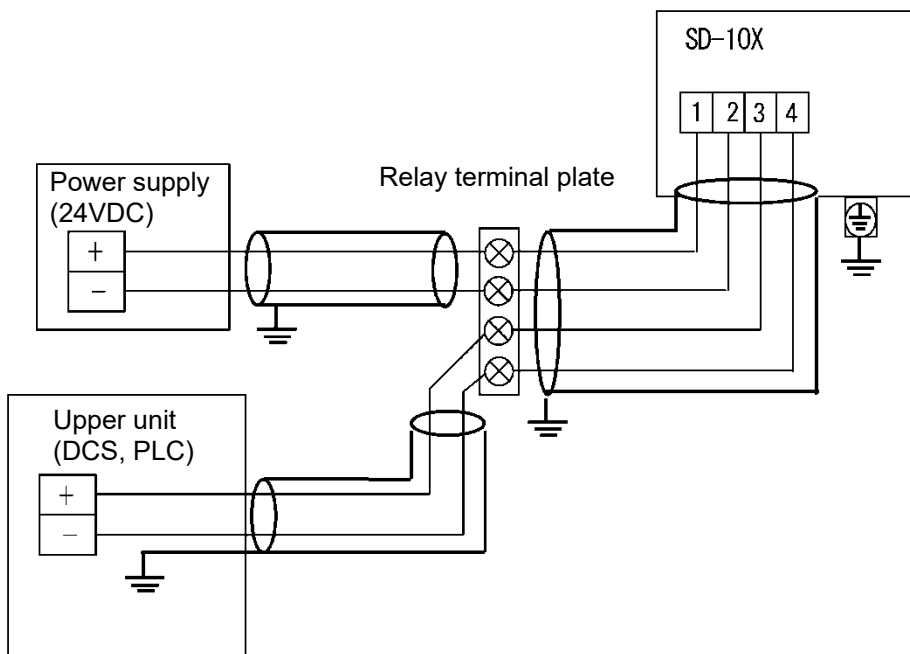 SD-10X
1 2 3 4
Power supply
(24VDC)
+
−
Relay terminal plate
Upper unit
(DCS, PLC)
+
−